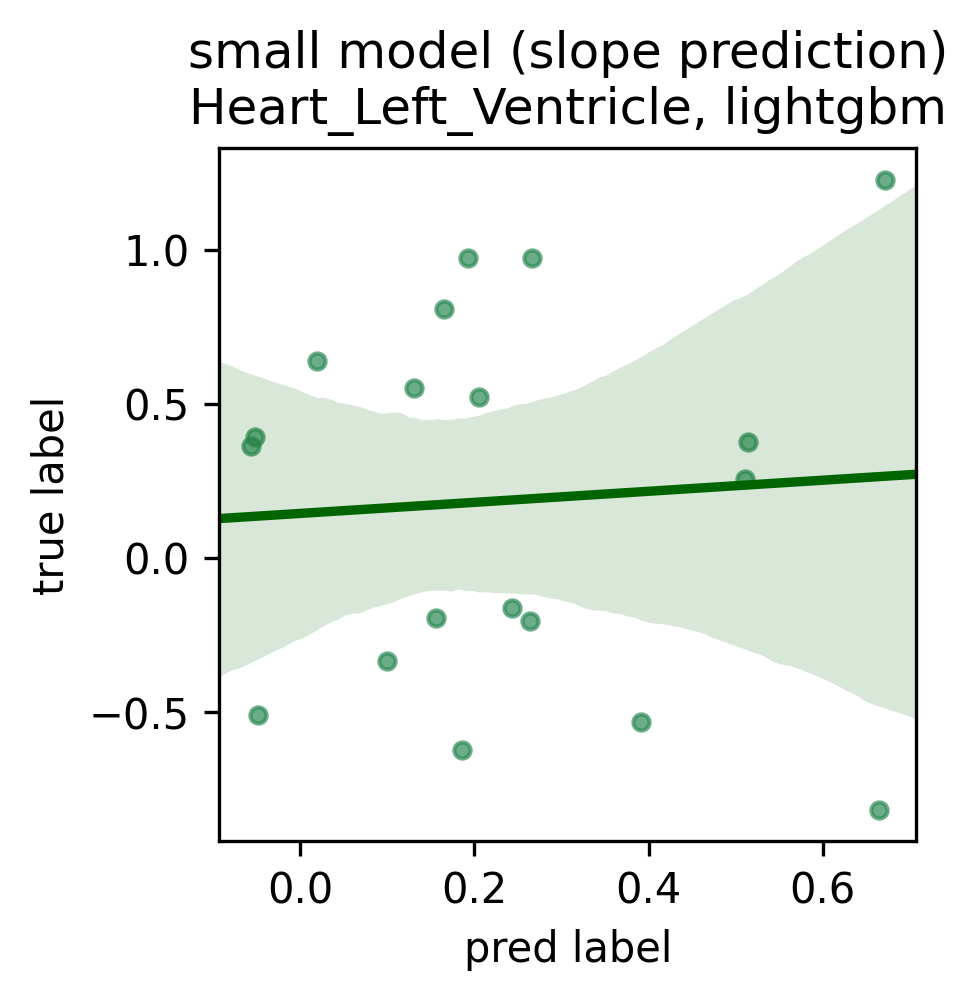 small model (slope prediction)
Heart_Left_Ventricle, lightgbm
1.0
0.5
0.0
−0.5
true label
0.0 0.2 0.4 0.6
pred label